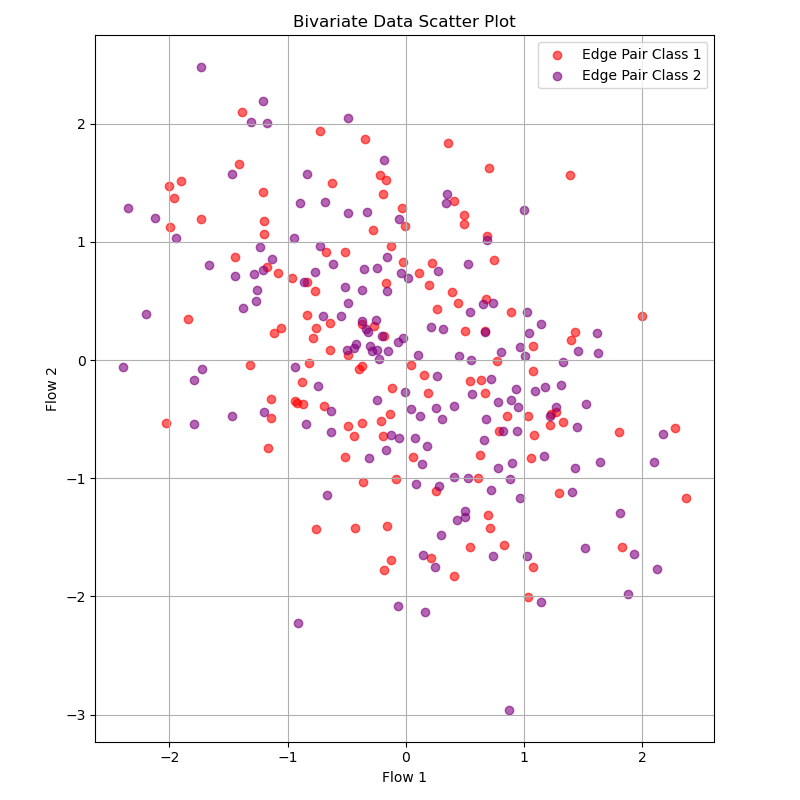 Bivariate Data Scatter Plot
Edge Pair Class 1
Edge Pair Class 2
2
1
0
−1
−2
−3
Flow 2
−2
−1
0
1
2
Flow 1